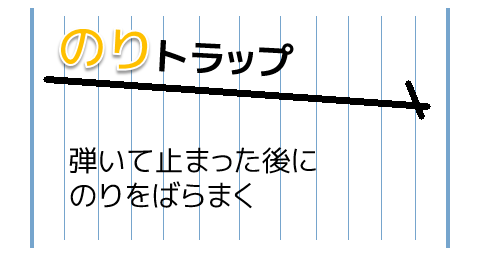 のりトラップ
弾いて止まった後に
のりをばらまく